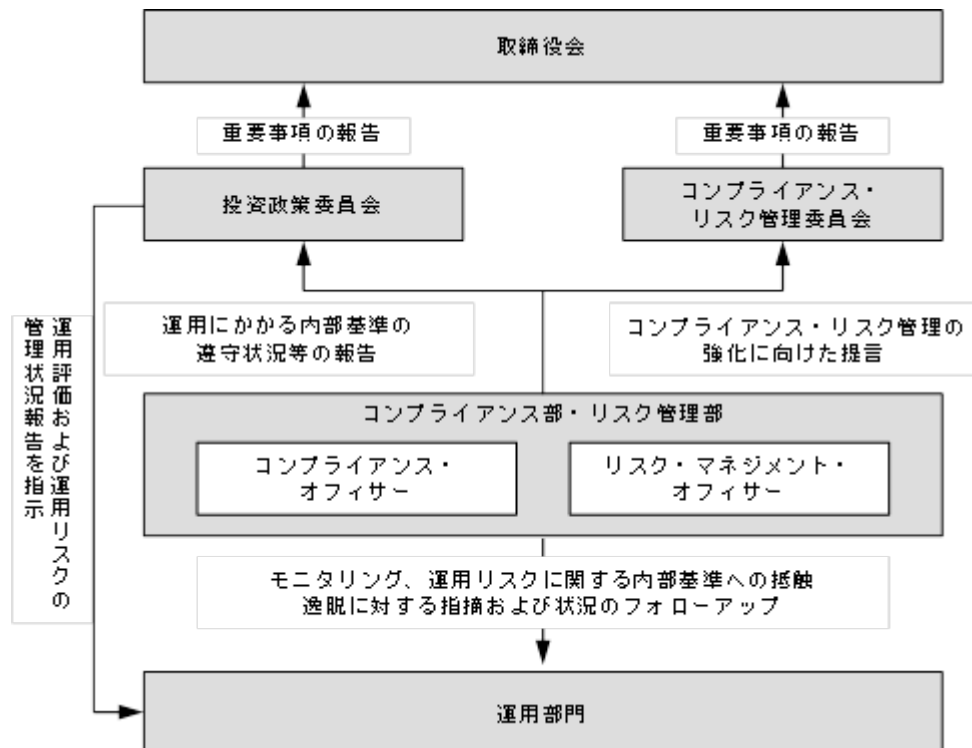 取締役会
重要事項の報告
重要事項の報告
投資政策委員会
コンプライアンス・
リスク管理委員会
運用にかかる内部基準の
遵守状況等の報告
コンプライアンス・リスク管理の
強化に向けた提言
運用評価および運用リスクの
管理状況報告を指示
コンプライアンス部・リスク管理部
コンプライアンス・
オフィサー
リスク・マネジメント・
オフィサー
モニタリング、運用リスクに関する内部基準への抵触
逸脱に対する指摘および状況のフォローアップ
運用部門